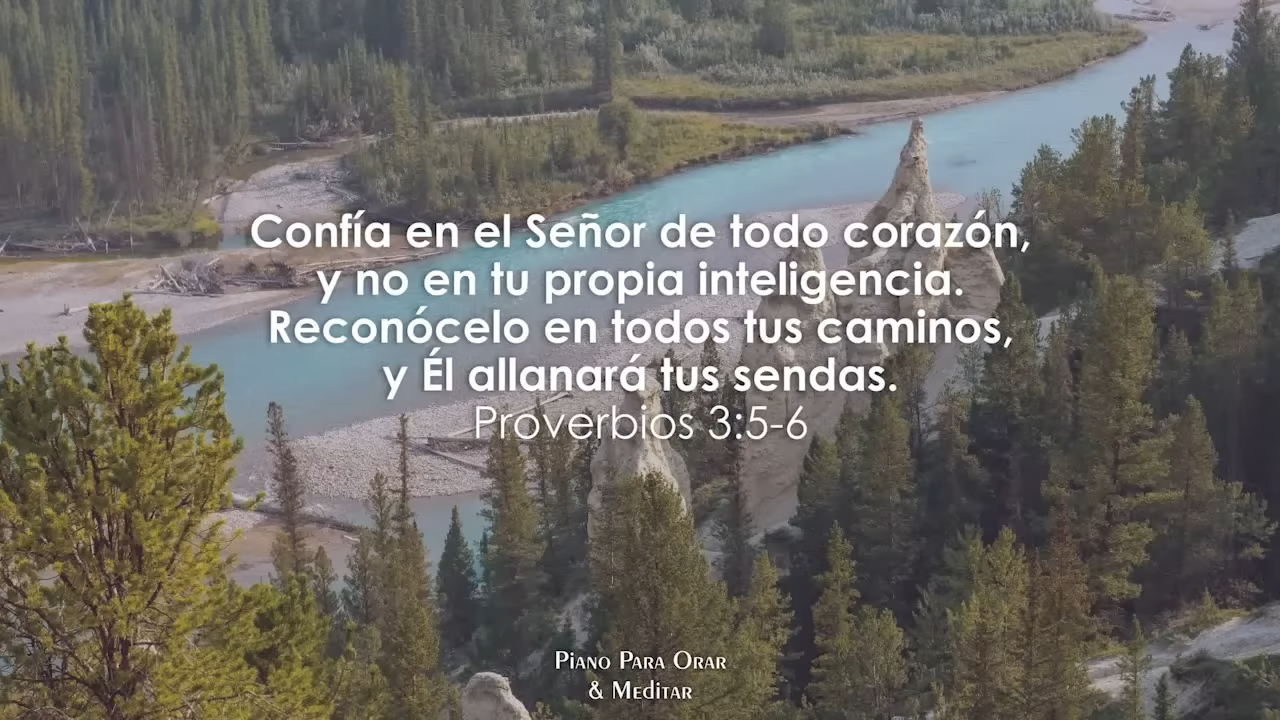 Confía en el Señor de todo corazón,
y no en tu propia inteligencia.
Reconócelo en todos tus caminos,
y Él allanará tus sendas.
Proverbios 3:5-6
Piano Para Orar
& Meditar